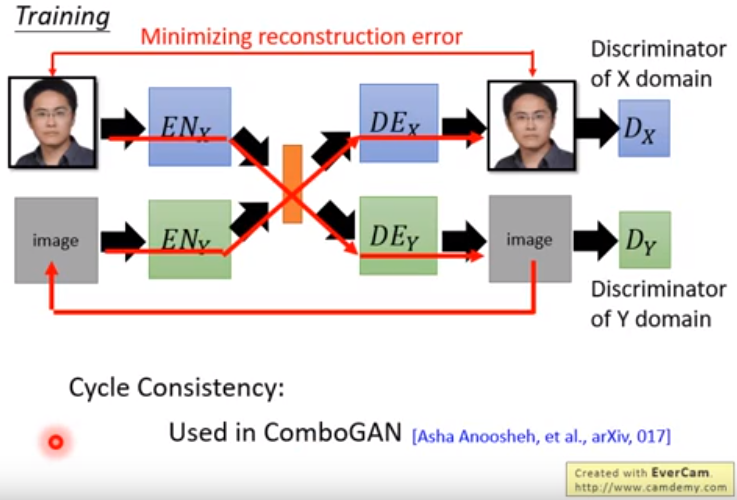 Training
Minimizing reconstruction error
Discriminator
of X domain
EN_X
DE_X
D_X
image
EN_Y
DE_Y
image
D_Y
Discriminator
of Y domain
Cycle Consistency:
Used in ComboGAN [Asha Anoosheh, et al., arXiv, 017]
Created with EverCam.
http://www.camdemy.com